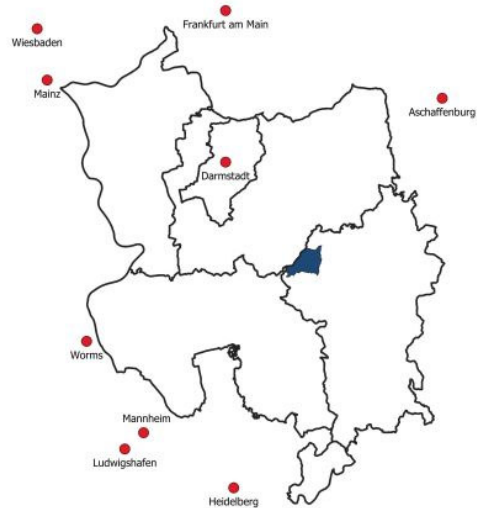 Frankfurt am Main
Wiesbaden
Mainz
Aschaffenburg
Darmstadt
Worms
Mannheim
Ludwigshafen
Heidelberg